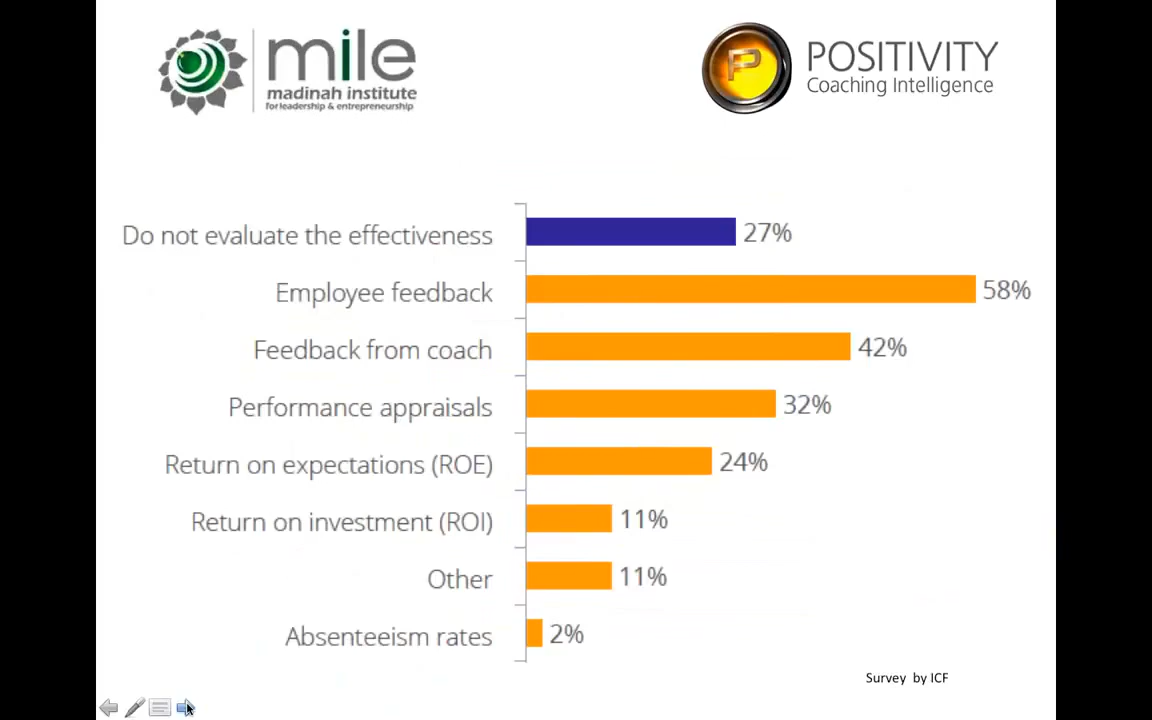 mile
madinah institute
for leadership & entrepreneurship
P
POSITIVITY
Coaching Intelligence
Do not evaluate the effectiveness 27%
Employee feedback 58%
Feedback from coach 42%
Performance appraisals 32%
Return on expectations (ROE) 24%
Return on investment (ROI) 11%
Other 11%
Absenteeism rates 2%
Survey by ICF